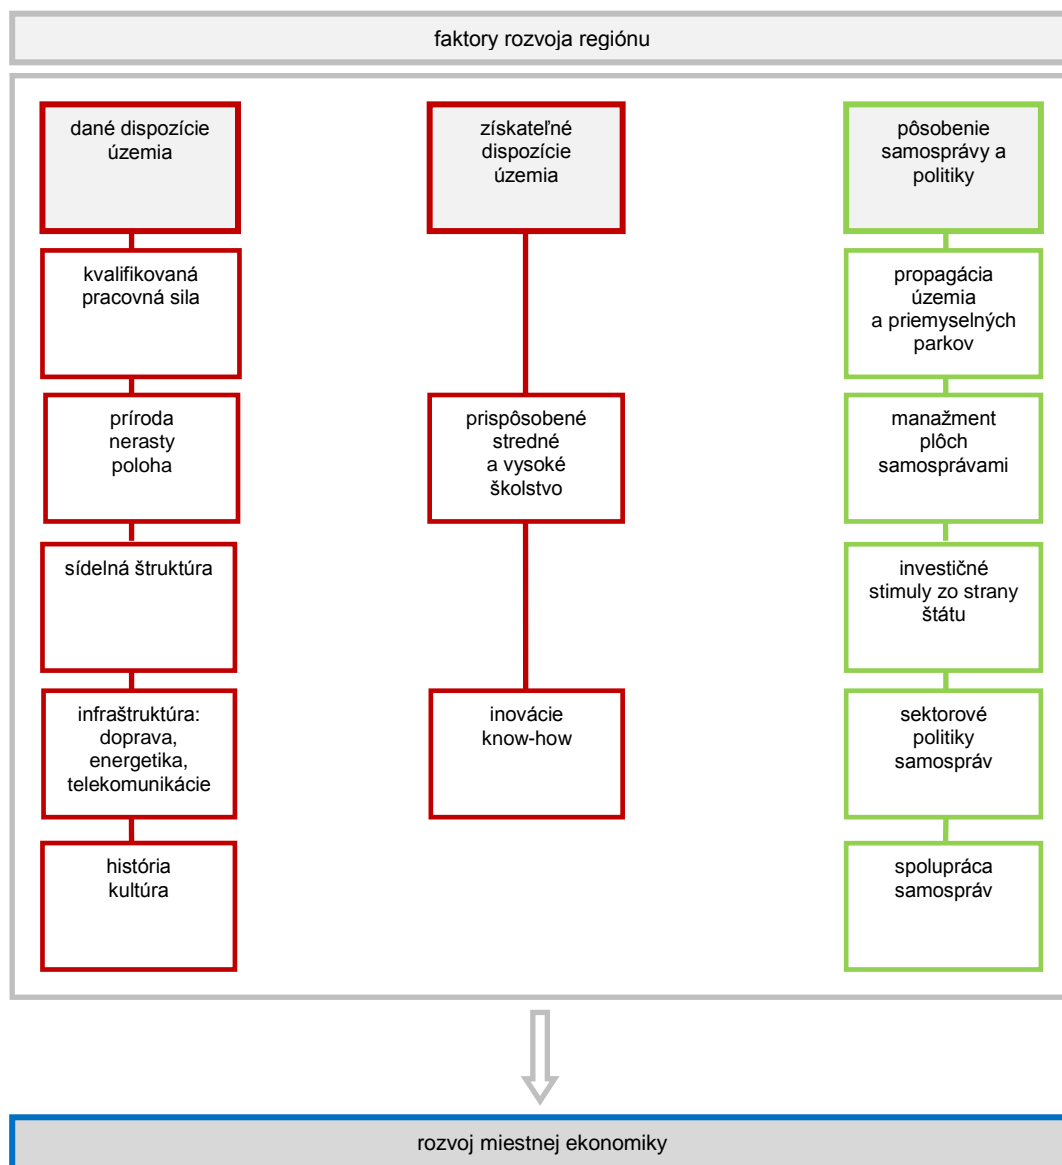 faktory rozvoja regiónu
dané dispozície
územia
kvalifikovaná
pracovná sila
príroda
nerasty
poloha
sídelná štruktúra
infraštruktúra:
doprava,
energetika,
telekomunikácie
história
kultúra
získateľné
dispozície
územia
prispôsobené
stredné
a vysoké
školstvo
inovácie
know-how
pôsobenie
samosprávy a
politiky
propagácia
územia
a priemyselných
parkov
manažment
plôch
samosprávami
investičné
stimuly zo strany
štátu
sektorové
politiky
samospráv
spolupráca
samospráv
rozvoj miestnej ekonomiky